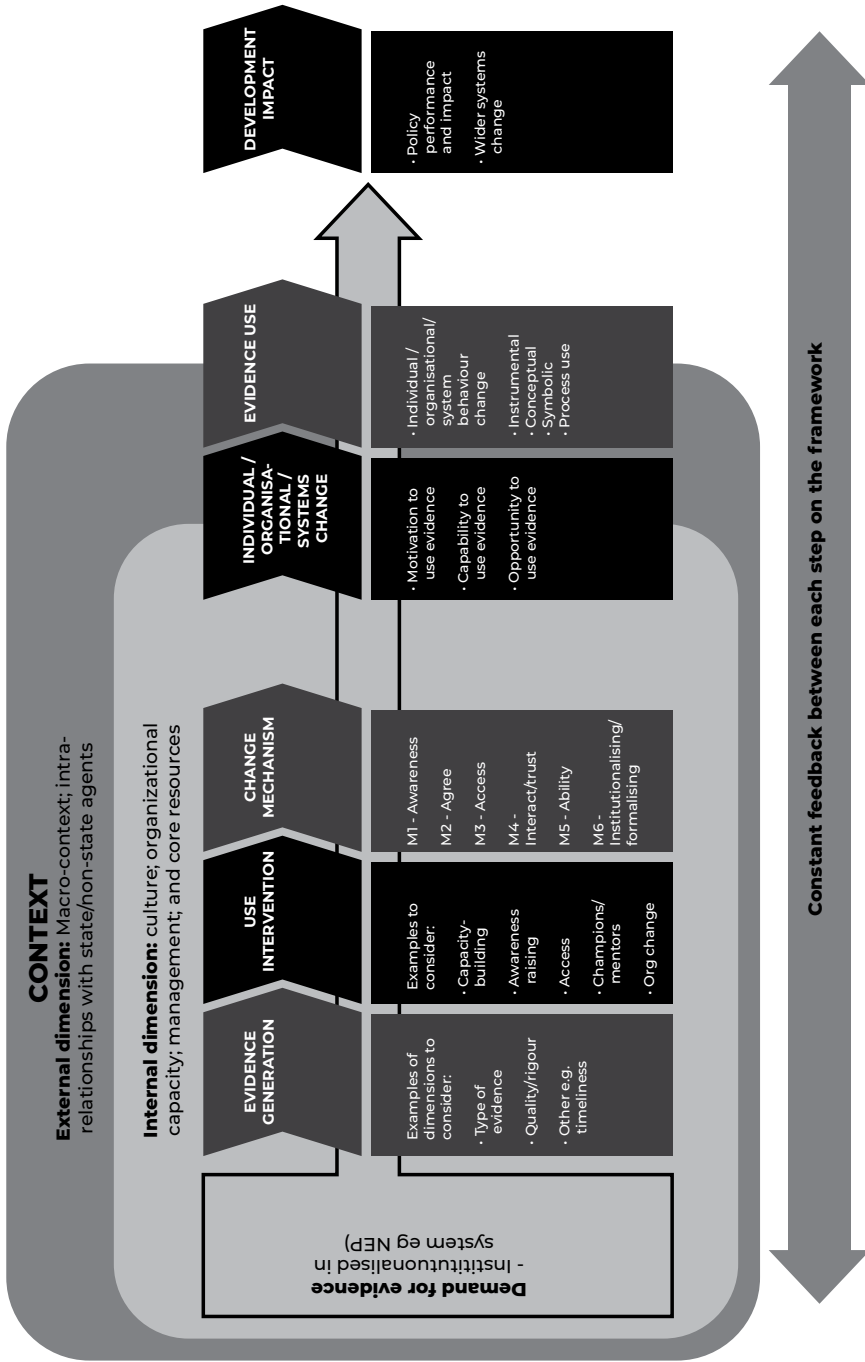 CONTEXT
External dimension: Macro-context; intra-
relationships with state/non-state agents
Internal dimension: culture; organizational
capacity; management; and core resources
Demand for evidence
- Instititutuonalised in
system eg NEP)
EVIDENCE
GENERATION
Examples of
dimensions to
consider:
· Type of
evidence
· Quality/rigour
· Other e.g.
timeliness
USE
INTERVENTION
Examples to
consider:
· Capacity-
building
· Awareness
raising
· Access
· Champions/
mentors
· Org change
CHANGE
MECHANISM
M1 - Awareness
M2 - Agree
M3 - Access
M4 -
Interact/trust
M5 - Ability
M6 -
Institutionalising/
formalising
INDIVIDUAL /
ORGANISA-
TIONAL /
SYSTEMS
CHANGE
· Motivation to
use evidence
· Capability to
use evidence
· Opportunity to
use evidence
EVIDENCE USE
· Individual /
organisational/
system
behaviour
change
· Instrumental
· Conceptual
· Symbolic
· Process use
DEVELOPMENT
IMPACT
· Policy
performance
and impact
· Wider systems
change
Constant feedback between each step on the framework